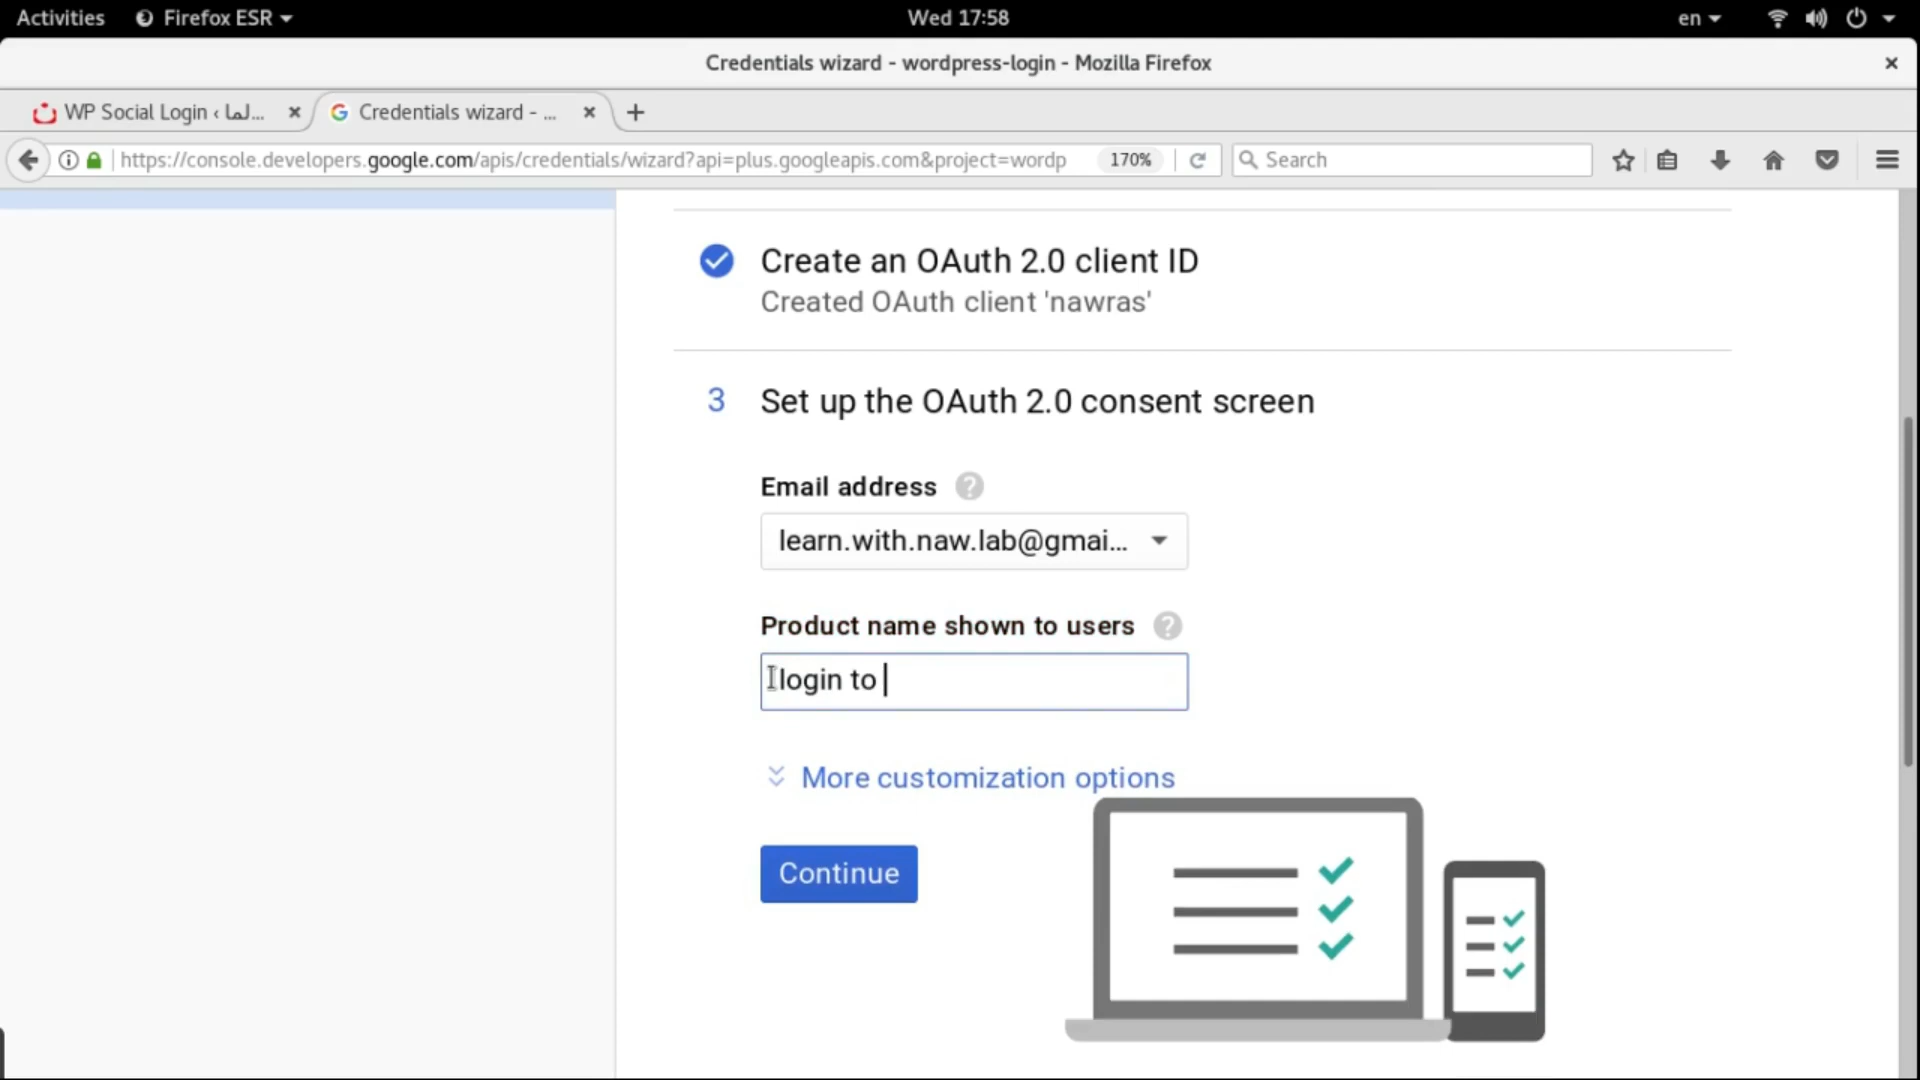 Activities Firefox ESR Wed 17:58 en
Credentials wizard - wordpress-login - Mozilla Firefox
WP Social Login ‹ لما... Credentials wizard - ...
https://console.developers.google.com/apis/credentials/wizard?api=plus.googleapis.com&project=wordp 170% Search
Create an OAuth 2.0 client ID
Created OAuth client 'nawras'
3 Set up the OAuth 2.0 consent screen
Email address ?
learn.with.naw.lab@gmai...
Product name shown to users ?
login to
More customization options
Continue